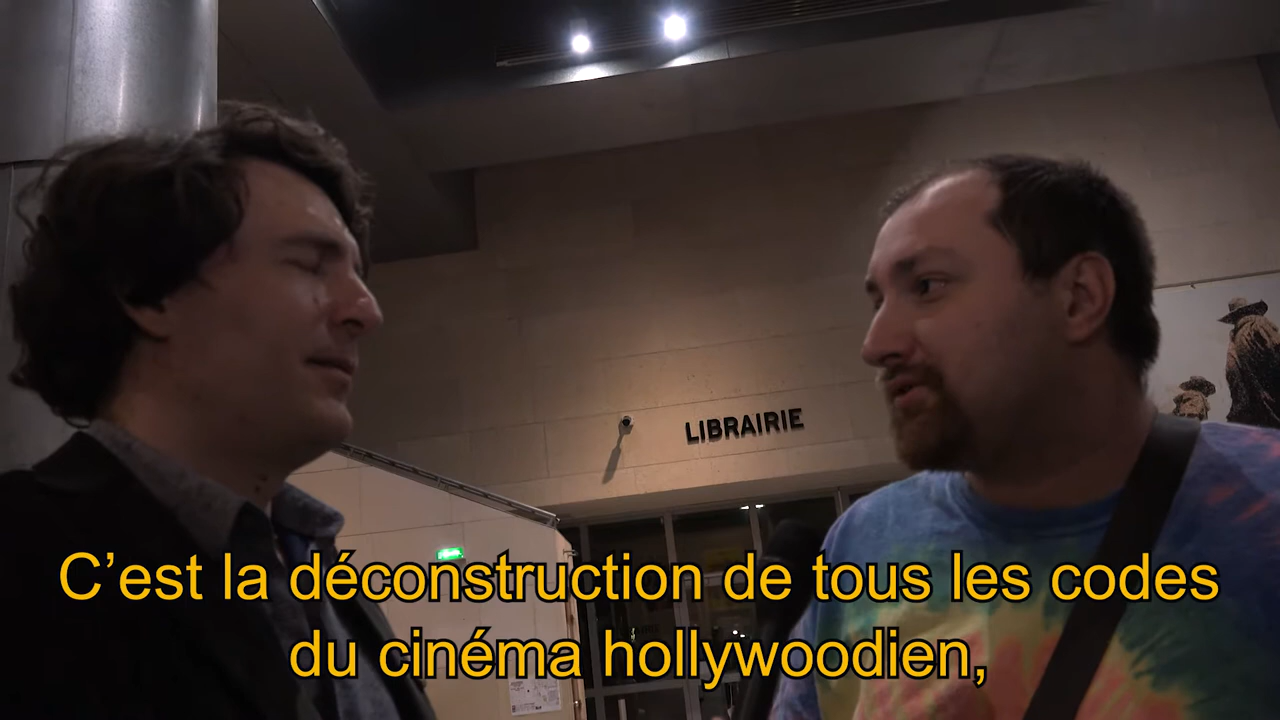 LIBRAIRIE
C’est la déconstruction de tous les codes
du cinéma hollywoodien,